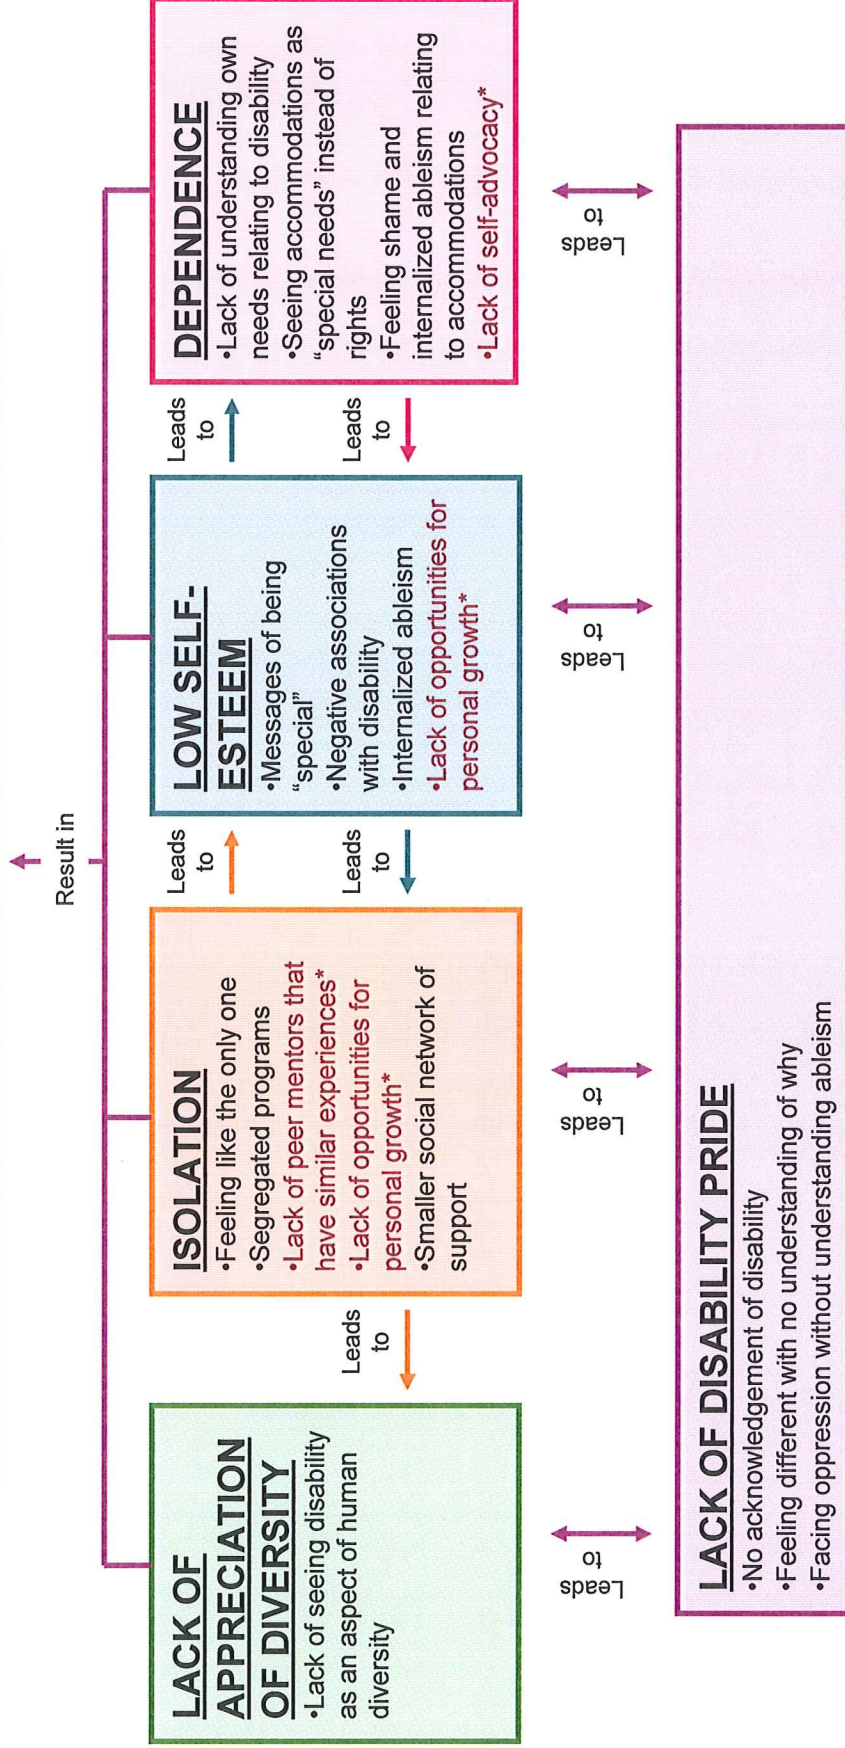 Result in
LACK OF
APPRECIATION
OF DIVERSITY
•Lack of seeing disability
as an aspect of human
diversity
Leads
to
ISOLATION
•Feeling like the only one
•Segregated programs
•Lack of peer mentors that
have similar experiences*
•Lack of opportunities for
personal growth*
•Smaller social network of
support
Leads
to
Leads
to
LOW SELF-
ESTEEM
•Messages of being
“special”
•Negative associations
with disability
•Internalized ableism
•Lack of opportunities for
personal growth*
Leads
to
Leads
to
DEPENDENCE
•Lack of understanding own
needs relating to disability
•Seeing accommodations as
“special needs” instead of
rights
•Feeling shame and
internalized ableism relating
to accommodations
•Lack of self-advocacy*
Leads
to
Leads
to
Leads
to
Leads
to
LACK OF DISABILITY PRIDE
•No acknowledgement of disability
•Feeling different with no understanding of why
•Facing oppression without understanding ableism